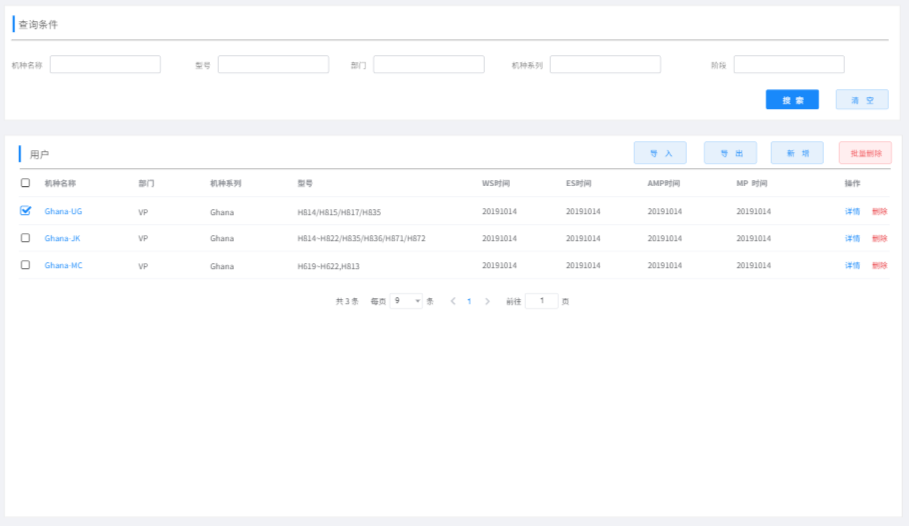 查询条件
机种名称 型号 部门 机种系列 阶段
搜 索 清 空
用户 导 入 导 出 新 增 批量删除
机种名称 部门 机种系列 型号 WS时间 ES时间 AMP时间 MP 时间 操作
Ghana-UG VP Ghana H814/H815/H817/H835 20191014 20191014 20191014 20191014 详情 删除
Ghana-JK VP Ghana H814~H822/H835/H836/H871/H872 20191014 20191014 20191014 20191014 详情 删除
Ghana-MC VP Ghana H619~H622,H813 20191014 20191014 20191014 20191014 详情 删除
共 3 条 每页 9 条 1 前往 1 页